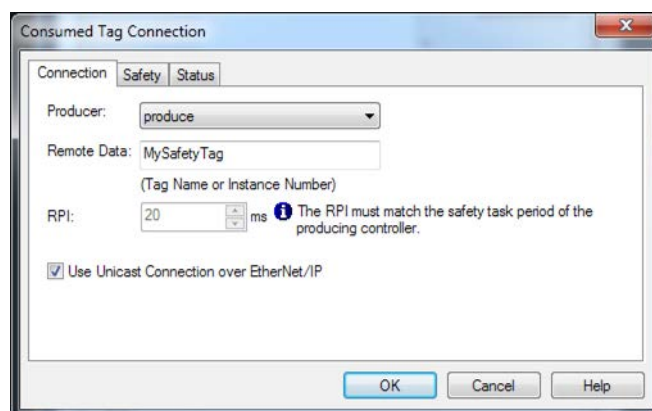 Consumed Tag Connection
Connection Safety Status
Producer: produce
Remote Data: MySafetyTag
(Tag Name or Instance Number)
RPI: 20 ms The RPI must match the safety task period of the
producing controller.
Use Unicast Connection over EtherNet/IP
OK Cancel Help